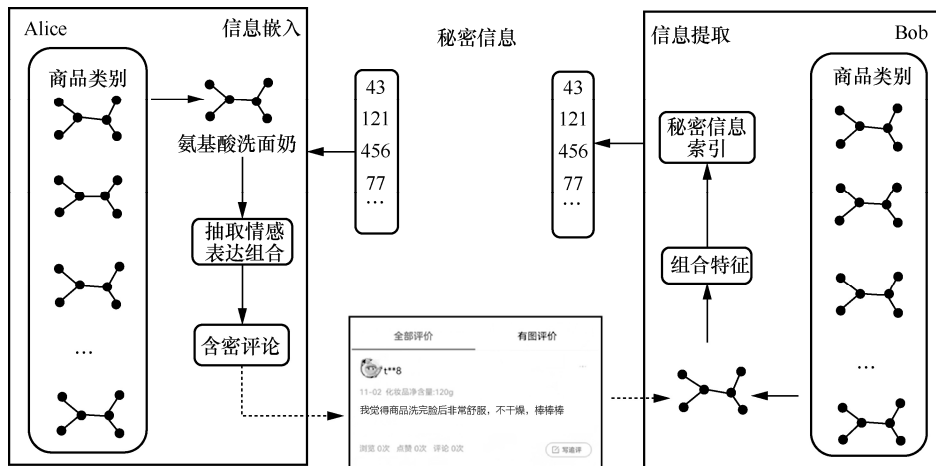 Alice
信息嵌入
商品类别
氨基酸洗面奶
抽取情感
表达组合
含密评论
...
秘密信息
43
121
456
77
...
43
121
456
77
...
全部评价
有图评价
t**8
11-02 化妆品净含量:120g
我觉得商品洗完脸后非常舒服，不干燥，棒棒棒
浏览 0次 点赞 0次 评论 0次
写追评
信息提取
Bob
秘密信息
索引
组合特征
商品类别
...